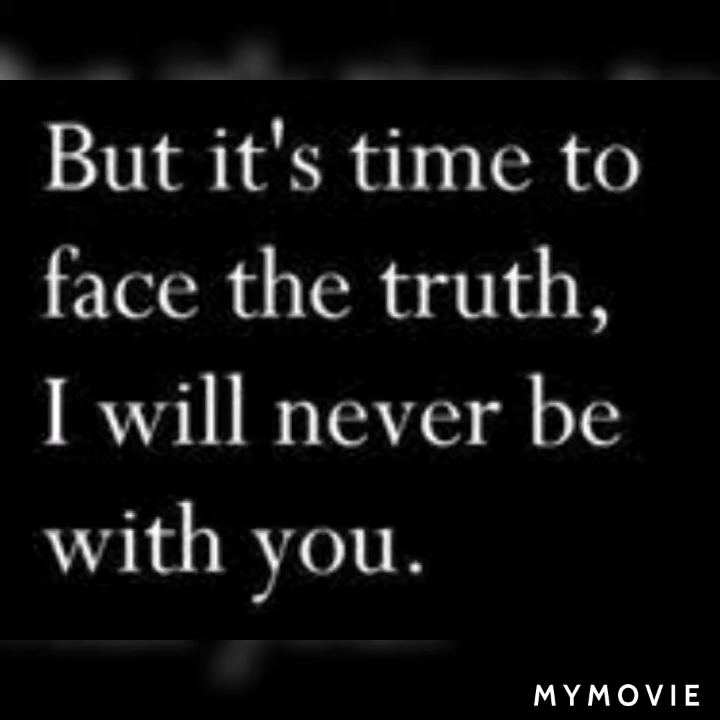 But it's time to
face the truth,
I will never be
with you.
MYMOVIE